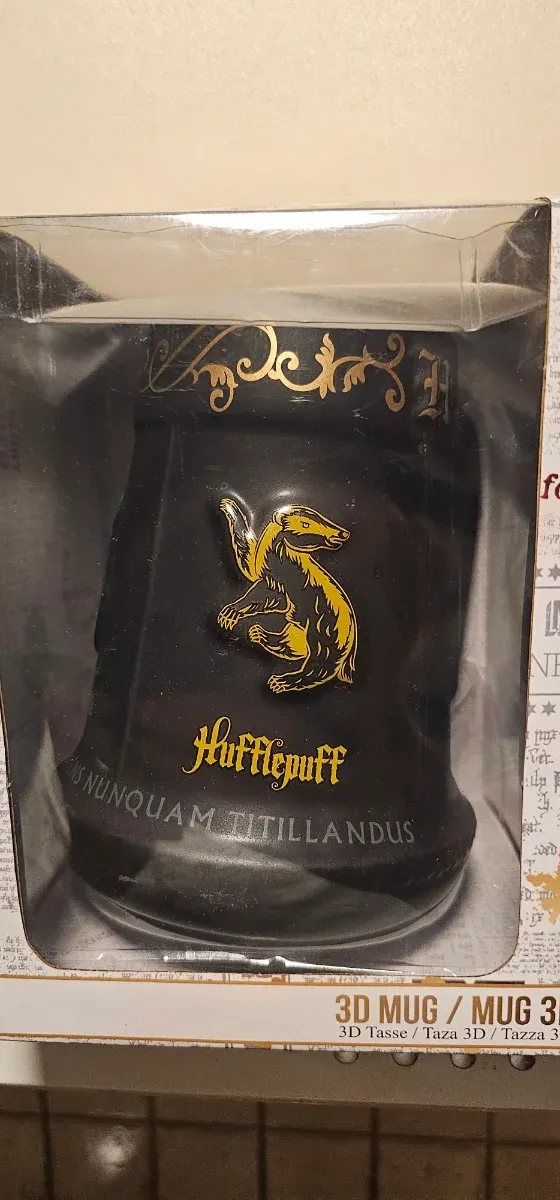 H
Hufflepuff
NUNQUAM TITILLANDUS
3D MUG / MUG 3
3D Tasse / Taza 3D / Tazza 3